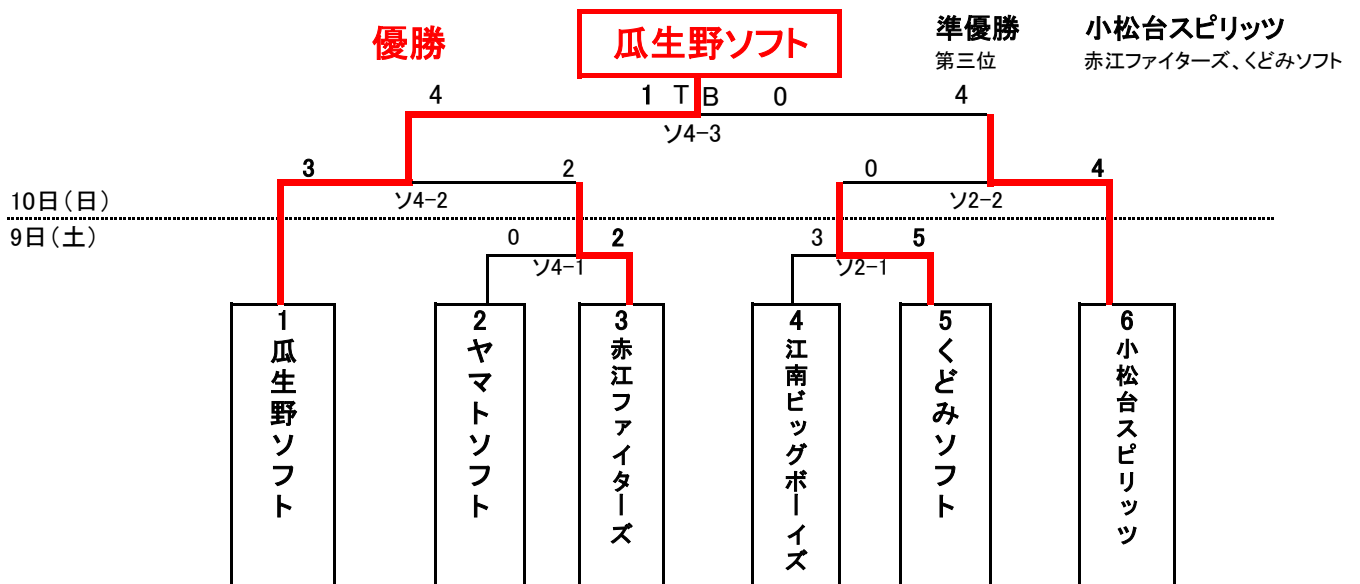 優勝
瓜生野ソフト
準優勝 小松台スピリッツ
第三位 赤江ファイターズ、くどみソフト
4 1 T B 0 4
ソ4-3
3 2 0 4
10日(日) ソ4-2 ソ2-2
9日(土) 0 2 3 5
ソ4-1 ソ2-1
1 瓜生野ソフト
2 ヤマトソフト
3 赤江ファイターズ
4 江南ビッグボーイズ
5 くどみソフト
6 小松台スピリッツ